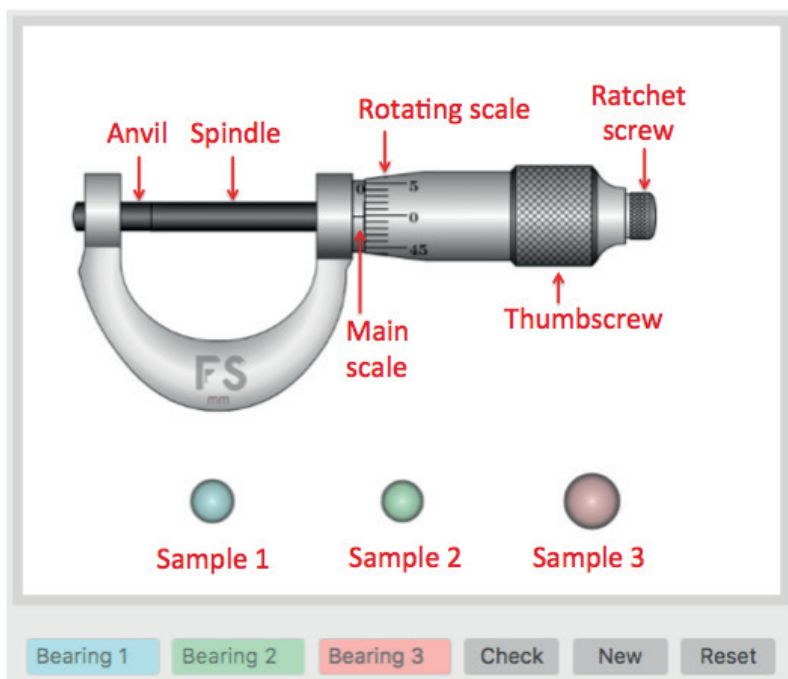 Anvil Spindle
Rotating scale
Ratchet
screw
0
5
0
45
Main
scale
Thumbscrew
FS
mm
Sample 1
Sample 2
Sample 3
Bearing 1
Bearing 2
Bearing 3
Check
New
Reset